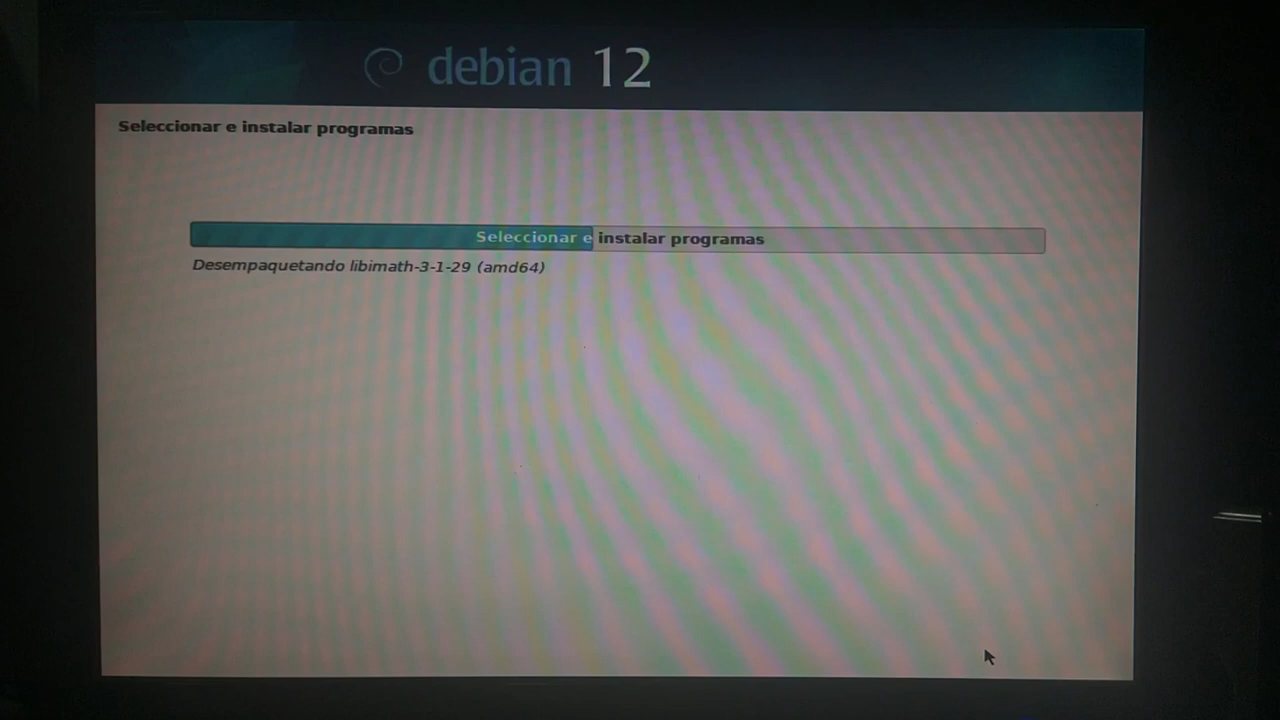 debian 12
Seleccionar e instalar programas
Seleccionar e instalar programas
Desempaquetando libimath-3-1-29 (amd64)